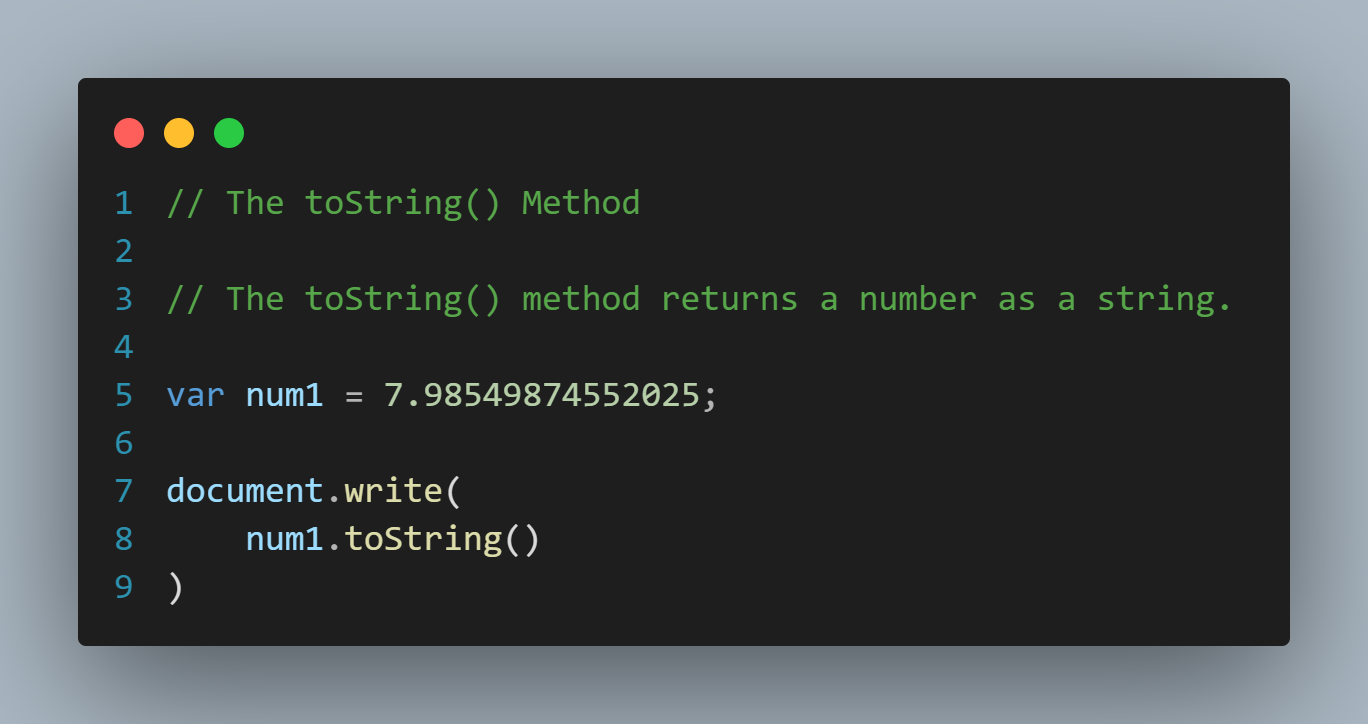 1 // The toString() Method
2
3 // The toString() method returns a number as a string.
4
5 var num1 = 7.98549874552025;
6
7 document.write(
8     num1.toString()
9 )